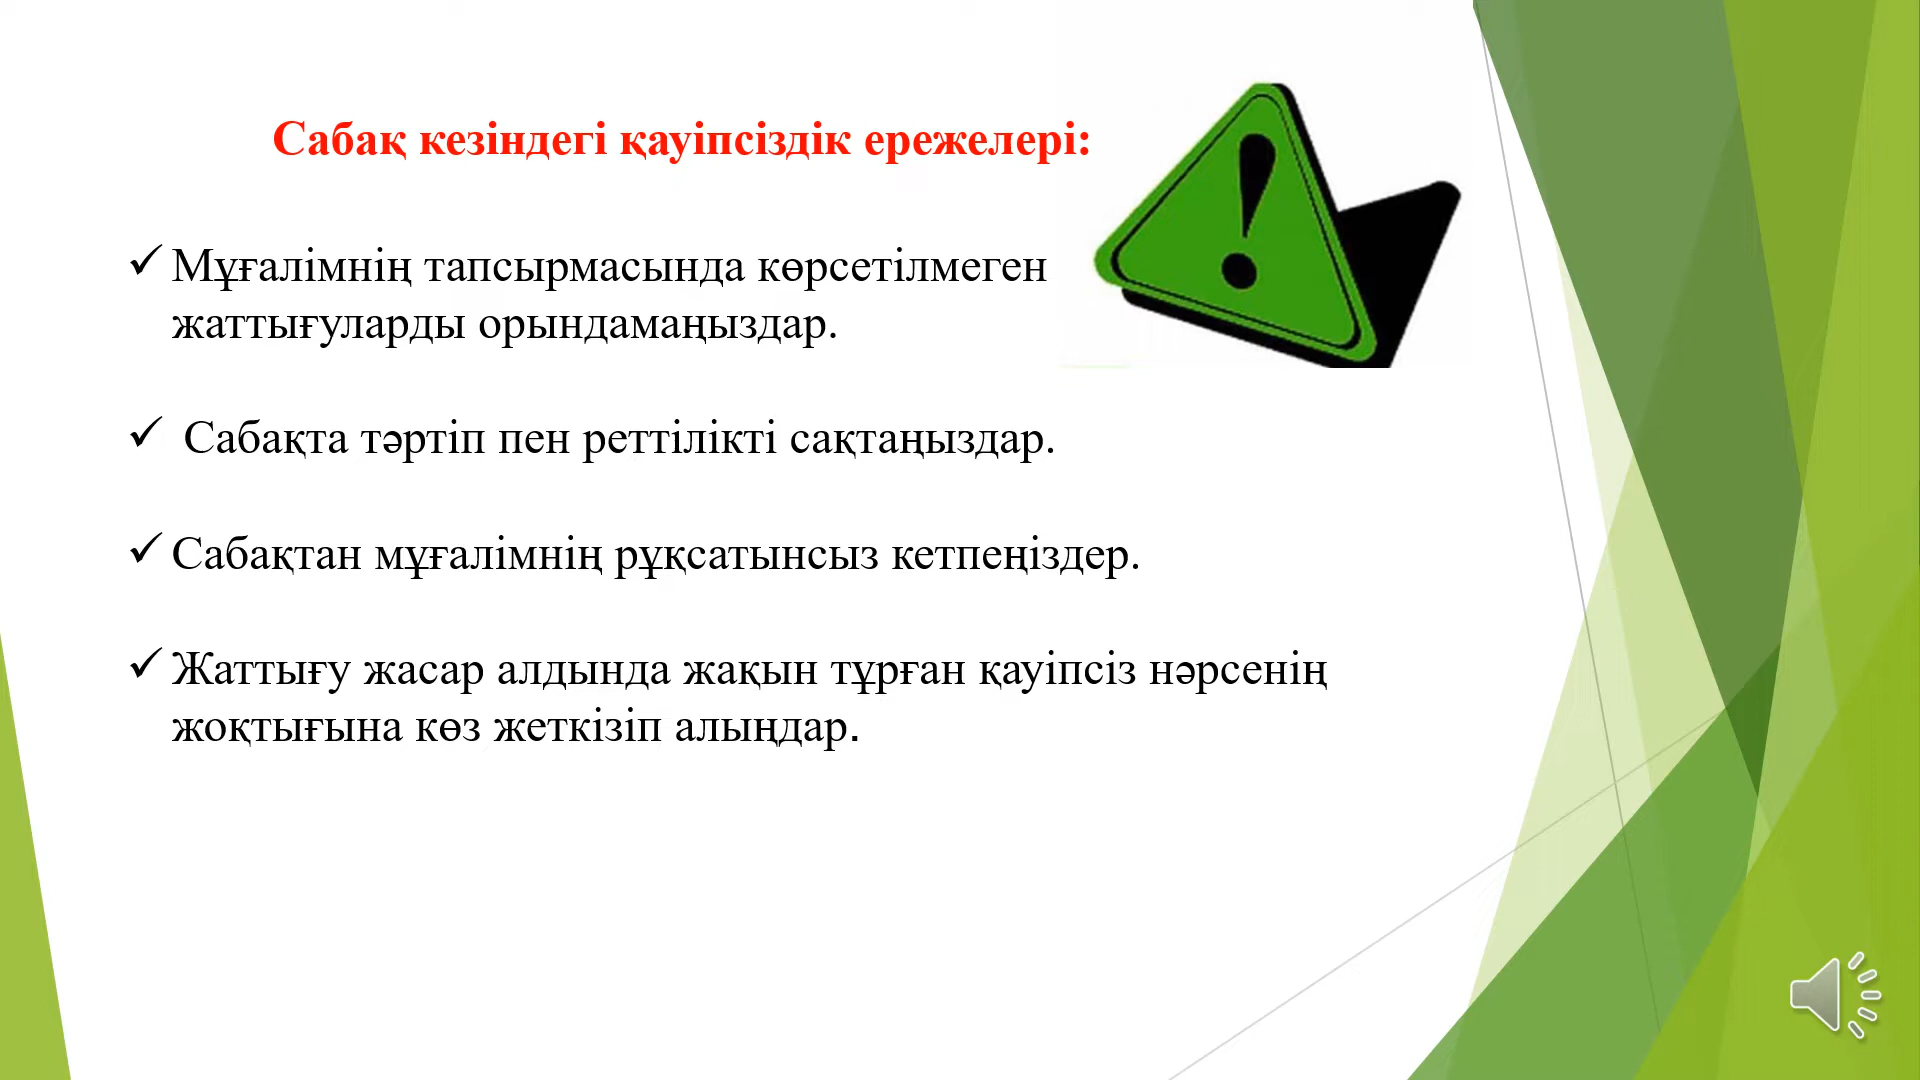 Сабақ кезіндегі қауіпсіздік ережелері:
✓ Мұғалімнің тапсырмасында көрсетілмеген
жаттығуларды орындамаңыздар.
✓ Сабақта тәртіп пен реттілікті сақтаңыздар.
✓ Сабақтан мұғалімнің рұқсатынсыз кетпеңіздер.
✓ Жаттығу жасар алдында жақын тұрған қауіпсіз нәрсенің
жоқтығына көз жеткізіп алыңдар.